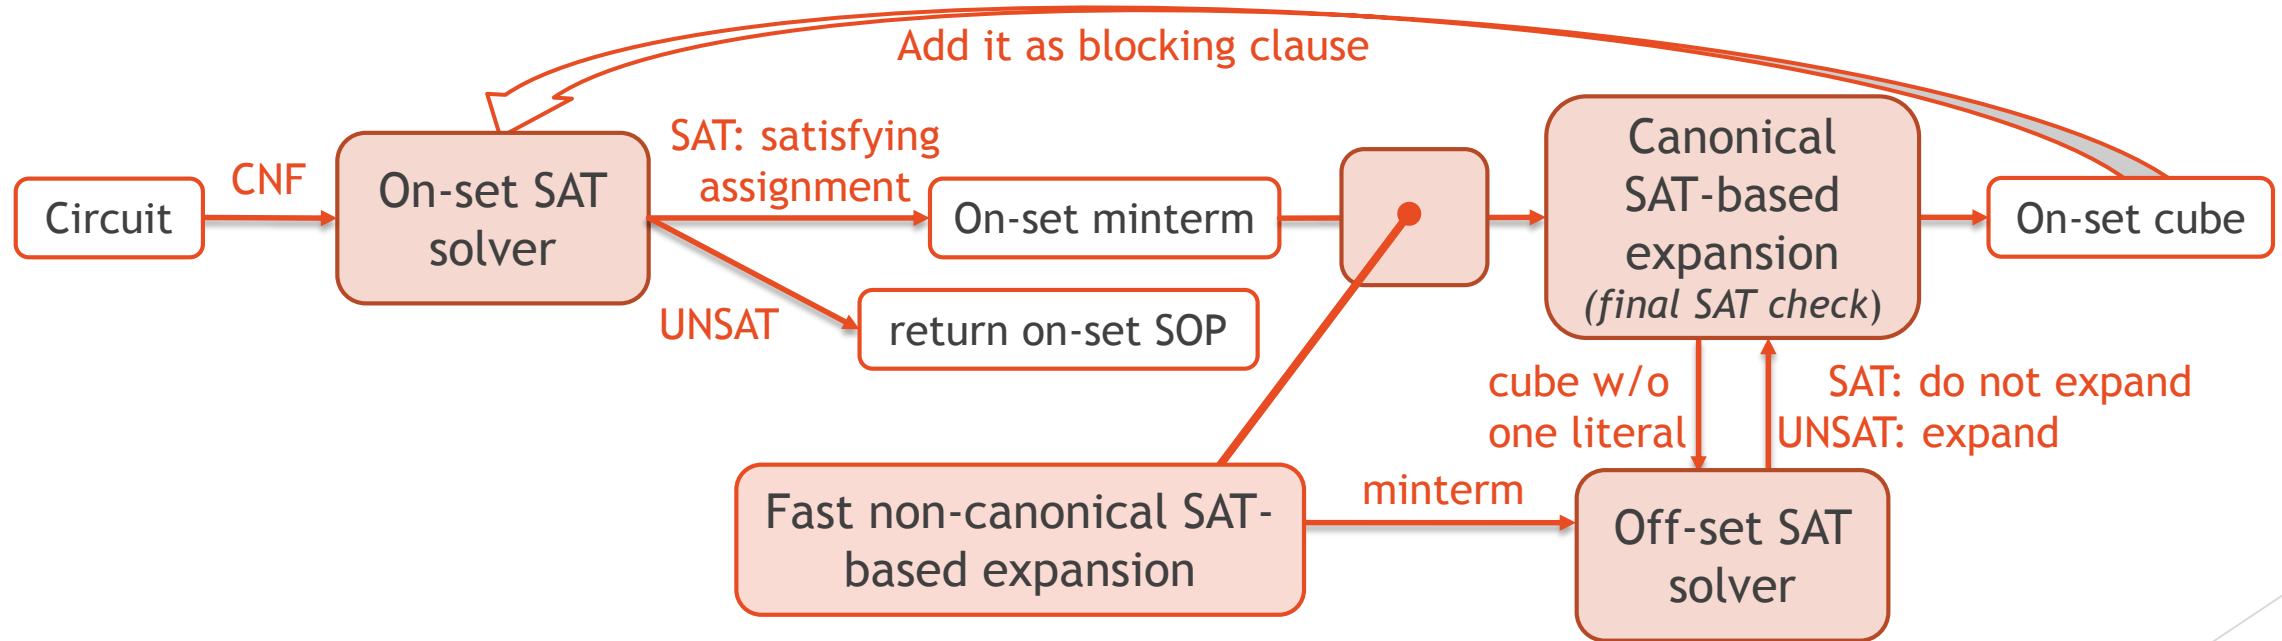 Add it as blocking clause
Circuit
CNF
On-set SAT
solver
SAT: satisfying
assignment
On-set minterm
UNSAT
return on-set SOP
Canonical
SAT-based
expansion
(final SAT check)
On-set cube
cube w/o
one literal
SAT: do not expand
UNSAT: expand
Fast non-canonical SAT-
based expansion
minterm
Off-set SAT
solver